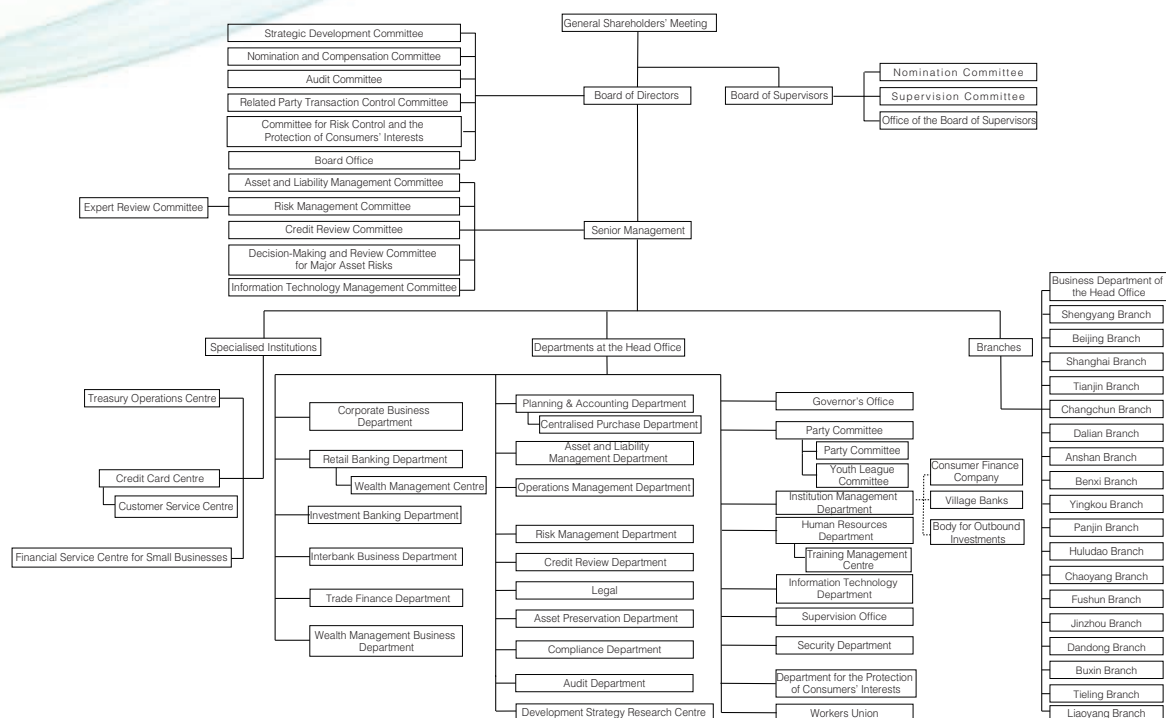 General Shareholders' Meeting
Strategic Development Committee
Nomination and Compensation Committee
Audit Committee
Related Party Transaction Control Committee
Committee for Risk Control and the
Protection of Consumers' Interests
Board Office
Board of Directors
Board of Supervisors
Nomination Committee
Supervision Committee
Office of the Board of Supervisors
Asset and Liability Management Committee
Expert Review Committee
Risk Management Committee
Credit Review Committee
Decision-Making and Review Committee
for Major Asset Risks
Information Technology Management Committee
Senior Management
Specialised Institutions
Departments at the Head Office
Branches
Treasury Operations Centre
Credit Card Centre
Customer Service Centre
Financial Service Centre for Small Businesses
Corporate Business
Department
Retail Banking Department
Wealth Management Centre
Investment Banking Department
Interbank Business Department
Trade Finance Department
Wealth Management Business
Department
Planning & Accounting Department
Centralised Purchase Department
Asset and Liability
Management Department
Operations Management Department
Risk Management Department
Credit Review Department
Legal
Asset Preservation Department
Compliance Department
Audit Department
Development Strategy Research Centre
Governor's Office
Party Committee
Party Committee
Youth League
Committee
Institution Management
Department
Human Resources
Department
Training Management
Centre
Information Technology
Department
Supervision Office
Security Department
Department for the Protection
of Consumers' Interests
Workers Union
Consumer Finance
Company
Village Banks
Body for Outbound
Investments
Business Department of
the Head Office
Shengyang Branch
Beijing Branch
Shanghai Branch
Tianjin Branch
Changchun Branch
Dalian Branch
Anshan Branch
Benxi Branch
Yingkou Branch
Panjin Branch
Huludao Branch
Chaoyang Branch
Fushun Branch
Jinzhou Branch
Dandong Branch
Buxin Branch
Tieling Branch
Liaoyang Branch